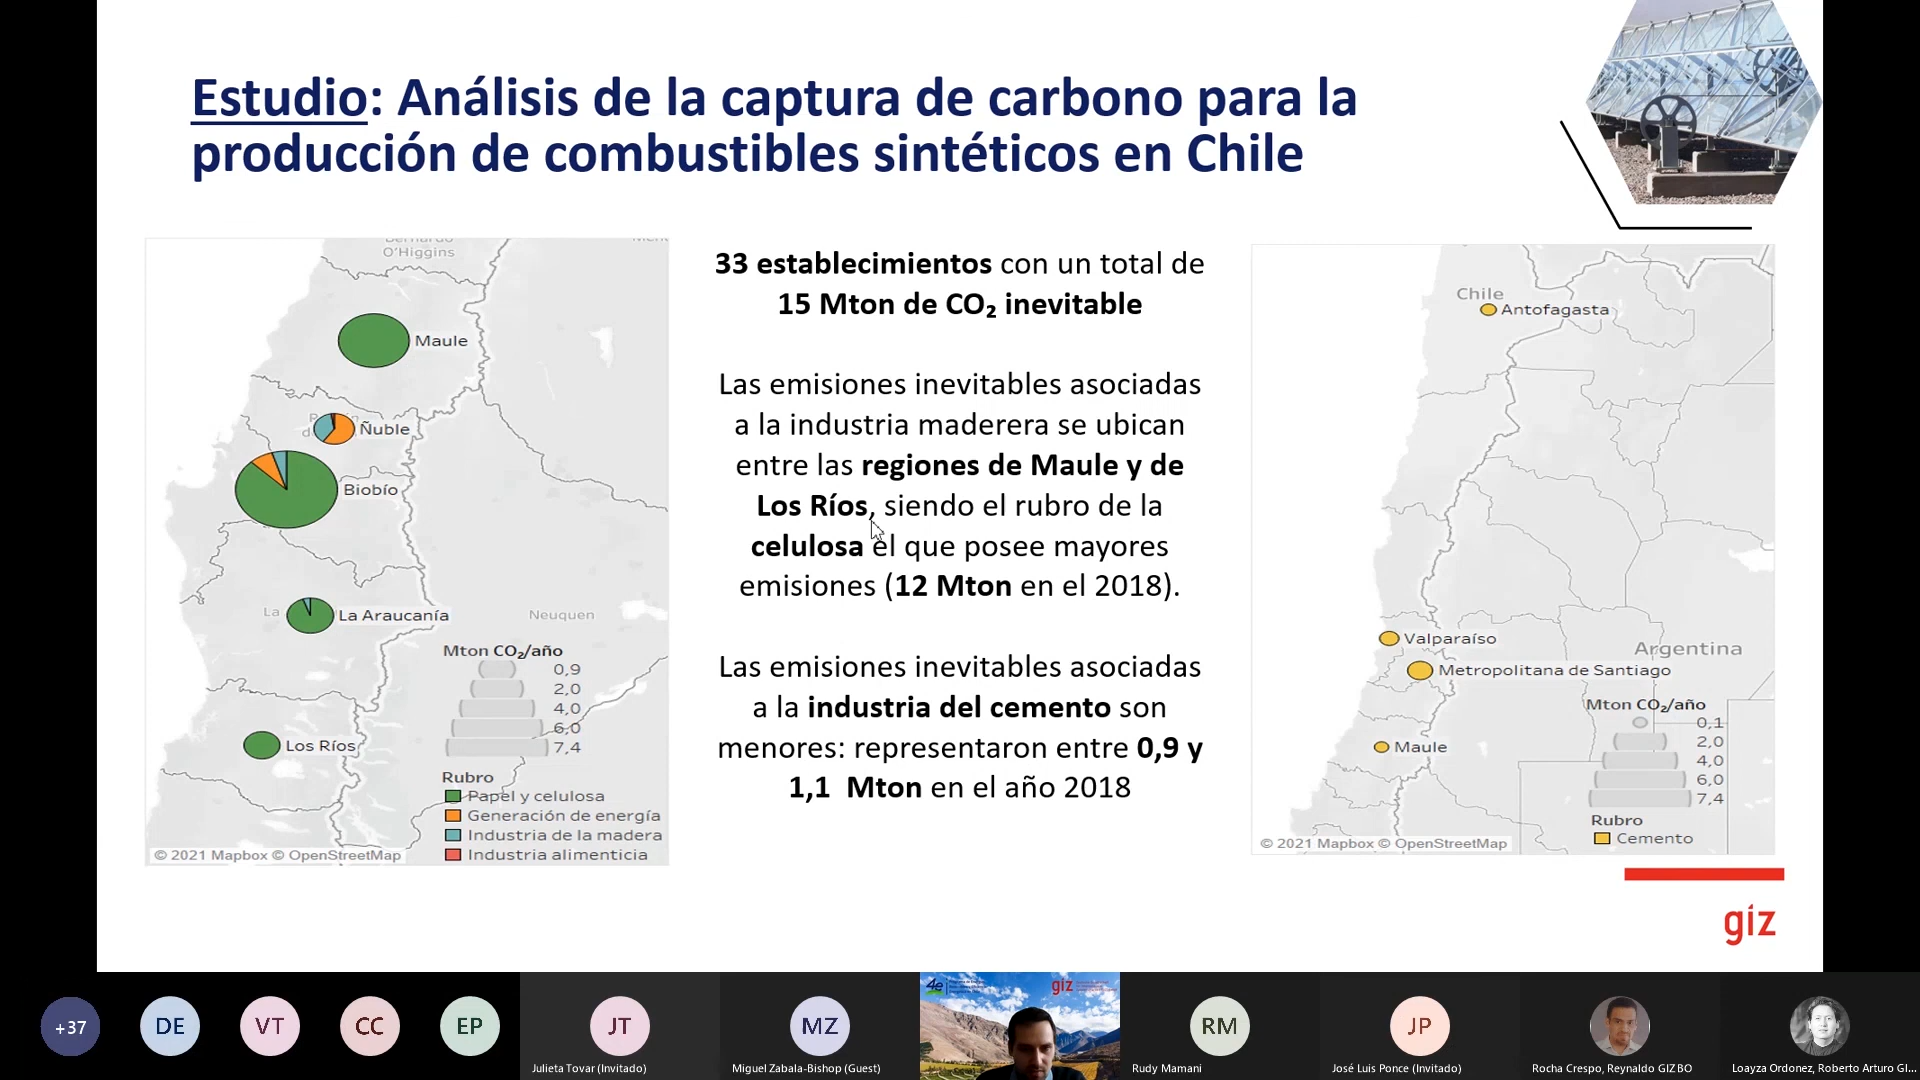 Estudio: Análisis de la captura de carbono para la
producción de combustibles sintéticos en Chile
O'Higgins
Maule
Ñuble
Biobío
La
La Araucanía
Neuquen
Los Ríos
Mton CO₂/año
0,9
2,0
4,0
6,0
7,4
Rubro
Papel y celulosa
Generación de energía
Industria de la madera
Industria alimenticia
© 2021 Mapbox © OpenStreetMap
33 establecimientos con un total de
15 Mton de CO₂ inevitable
Las emisiones inevitables asociadas
a la industria maderera se ubican
entre las regiones de Maule y de
Los Ríos, siendo el rubro de la
celulosa el que posee mayores
emisiones (12 Mton en el 2018).
Las emisiones inevitables asociadas
a la industria del cemento son
menores: representaron entre 0,9 y
1,1 Mton en el año 2018
Chile
Antofagasta
Valparaíso
Argentina
Metropolitana de Santiago
Maule
Mton CO₂/año
0,1
2,0
4,0
6,0
7,4
Rubro
Cemento
© 2021 Mapbox © OpenStreetMap
giz
+37
DE
VT
CC
EP
JT
Julieta Tovar (Invitado)
MZ
Miguel Zabala-Bishop (Guest)
4e
giz
RM
Rudy Mamani
JP
José Luis Ponce (Invitado)
Rocha Crespo, Reynaldo GIZ BO
Loayza Ordonez, Roberto Arturo GI...